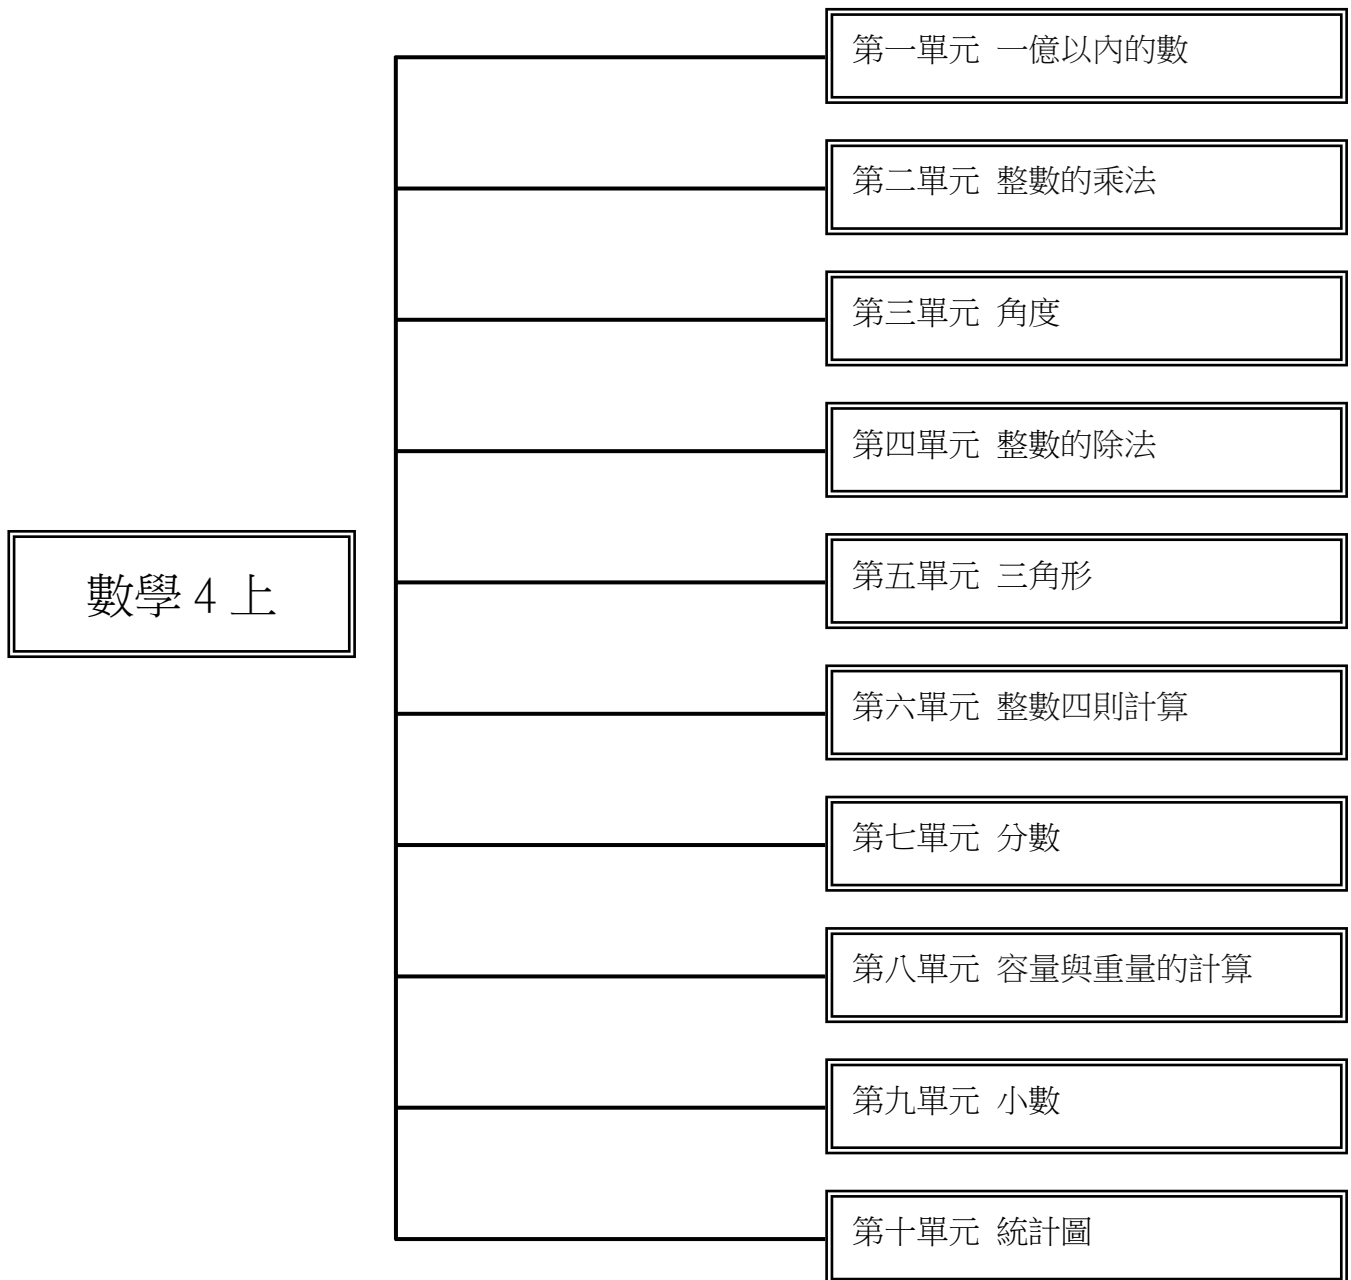 第一單元 一億以內的數
第二單元 整數的乘法
第三單元 角度
第四單元 整數的除法
第五單元 三角形
數學 4 上
第六單元 整數四則計算
第七單元 分數
第八單元 容量與重量的計算
第九單元 小數
第十單元 統計圖